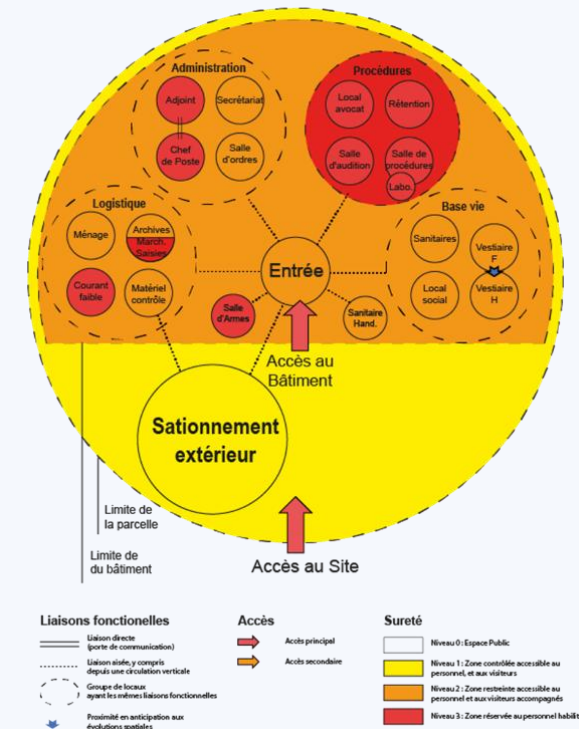 Administration
Adjoint
Secrétariat
Chef
de Poste
Salle
d'ordres
Procédures
Local
avocat
Rétention
Salle
d'audition
Salle de
procédures
Labo.
Logistique
Ménage
Archives
March.
Saisies
Courant
faible
Matériel
contrôle
Entrée
Base vie
Sanitaires
Vestiaire
F
Local
social
Vestiaire
H
Salle
d'Armes
Sanitaire
Hand.
Accès au
Bâtiment
Sationnement
extérieur
Limite de
la parcelle
Limite de
du bâtiment
Accès au Site
Liaisons fonctionelles
Liaison directe
(porte de communication)
Liaison aisée, y compris
depuis une circulation verticale
Groupe de locaux
ayant les mêmes liaisons fonctionnelles
Proximité en anticipation aux
évolutions spatiales
Accès
Accès principal
Accès secondaire
Sureté
Niveau 0 : Espace Public
Niveau 1 : Zone contrôlée accessible au
personnel, et aux visiteurs
Niveau 2 : Zone restreinte accessible au
personnel et aux visiteurs accompagnés
Niveau 3 : Zone réservée au personnel habilit